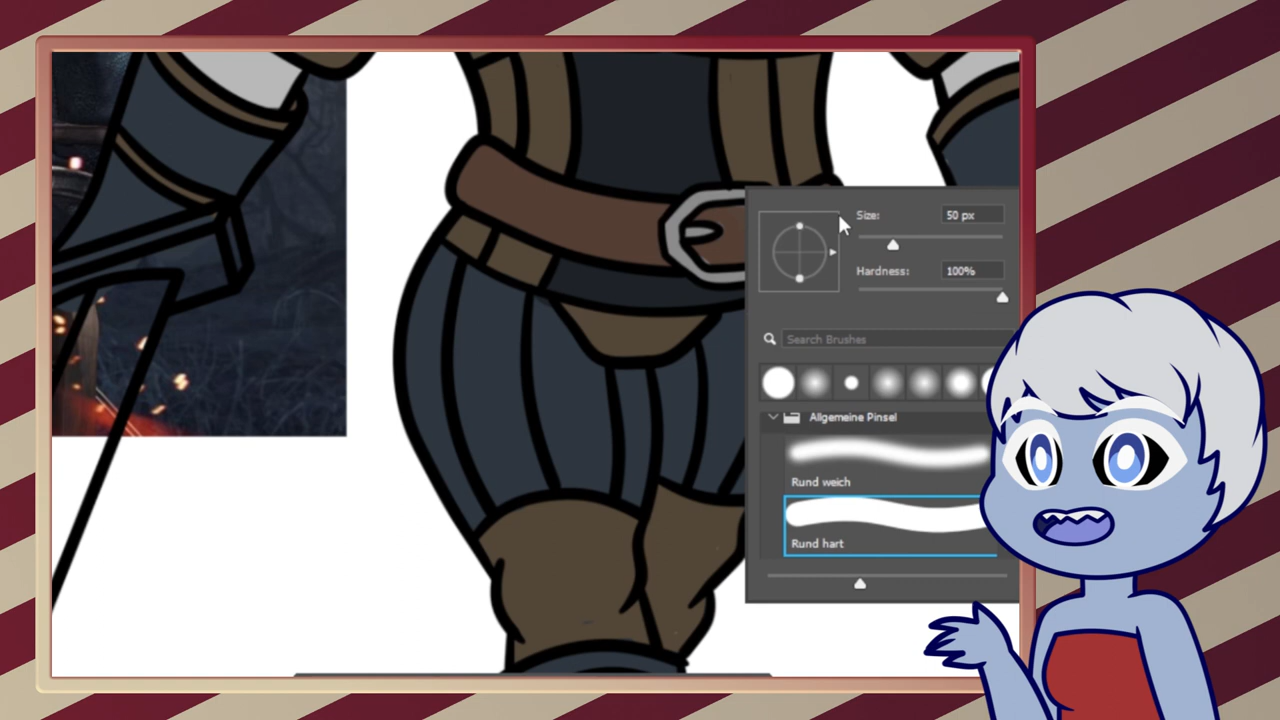 Size: 50 px
Hardness: 100%
Search Brushes
Allgemeine Pinsel
Rund weich
Rund hart